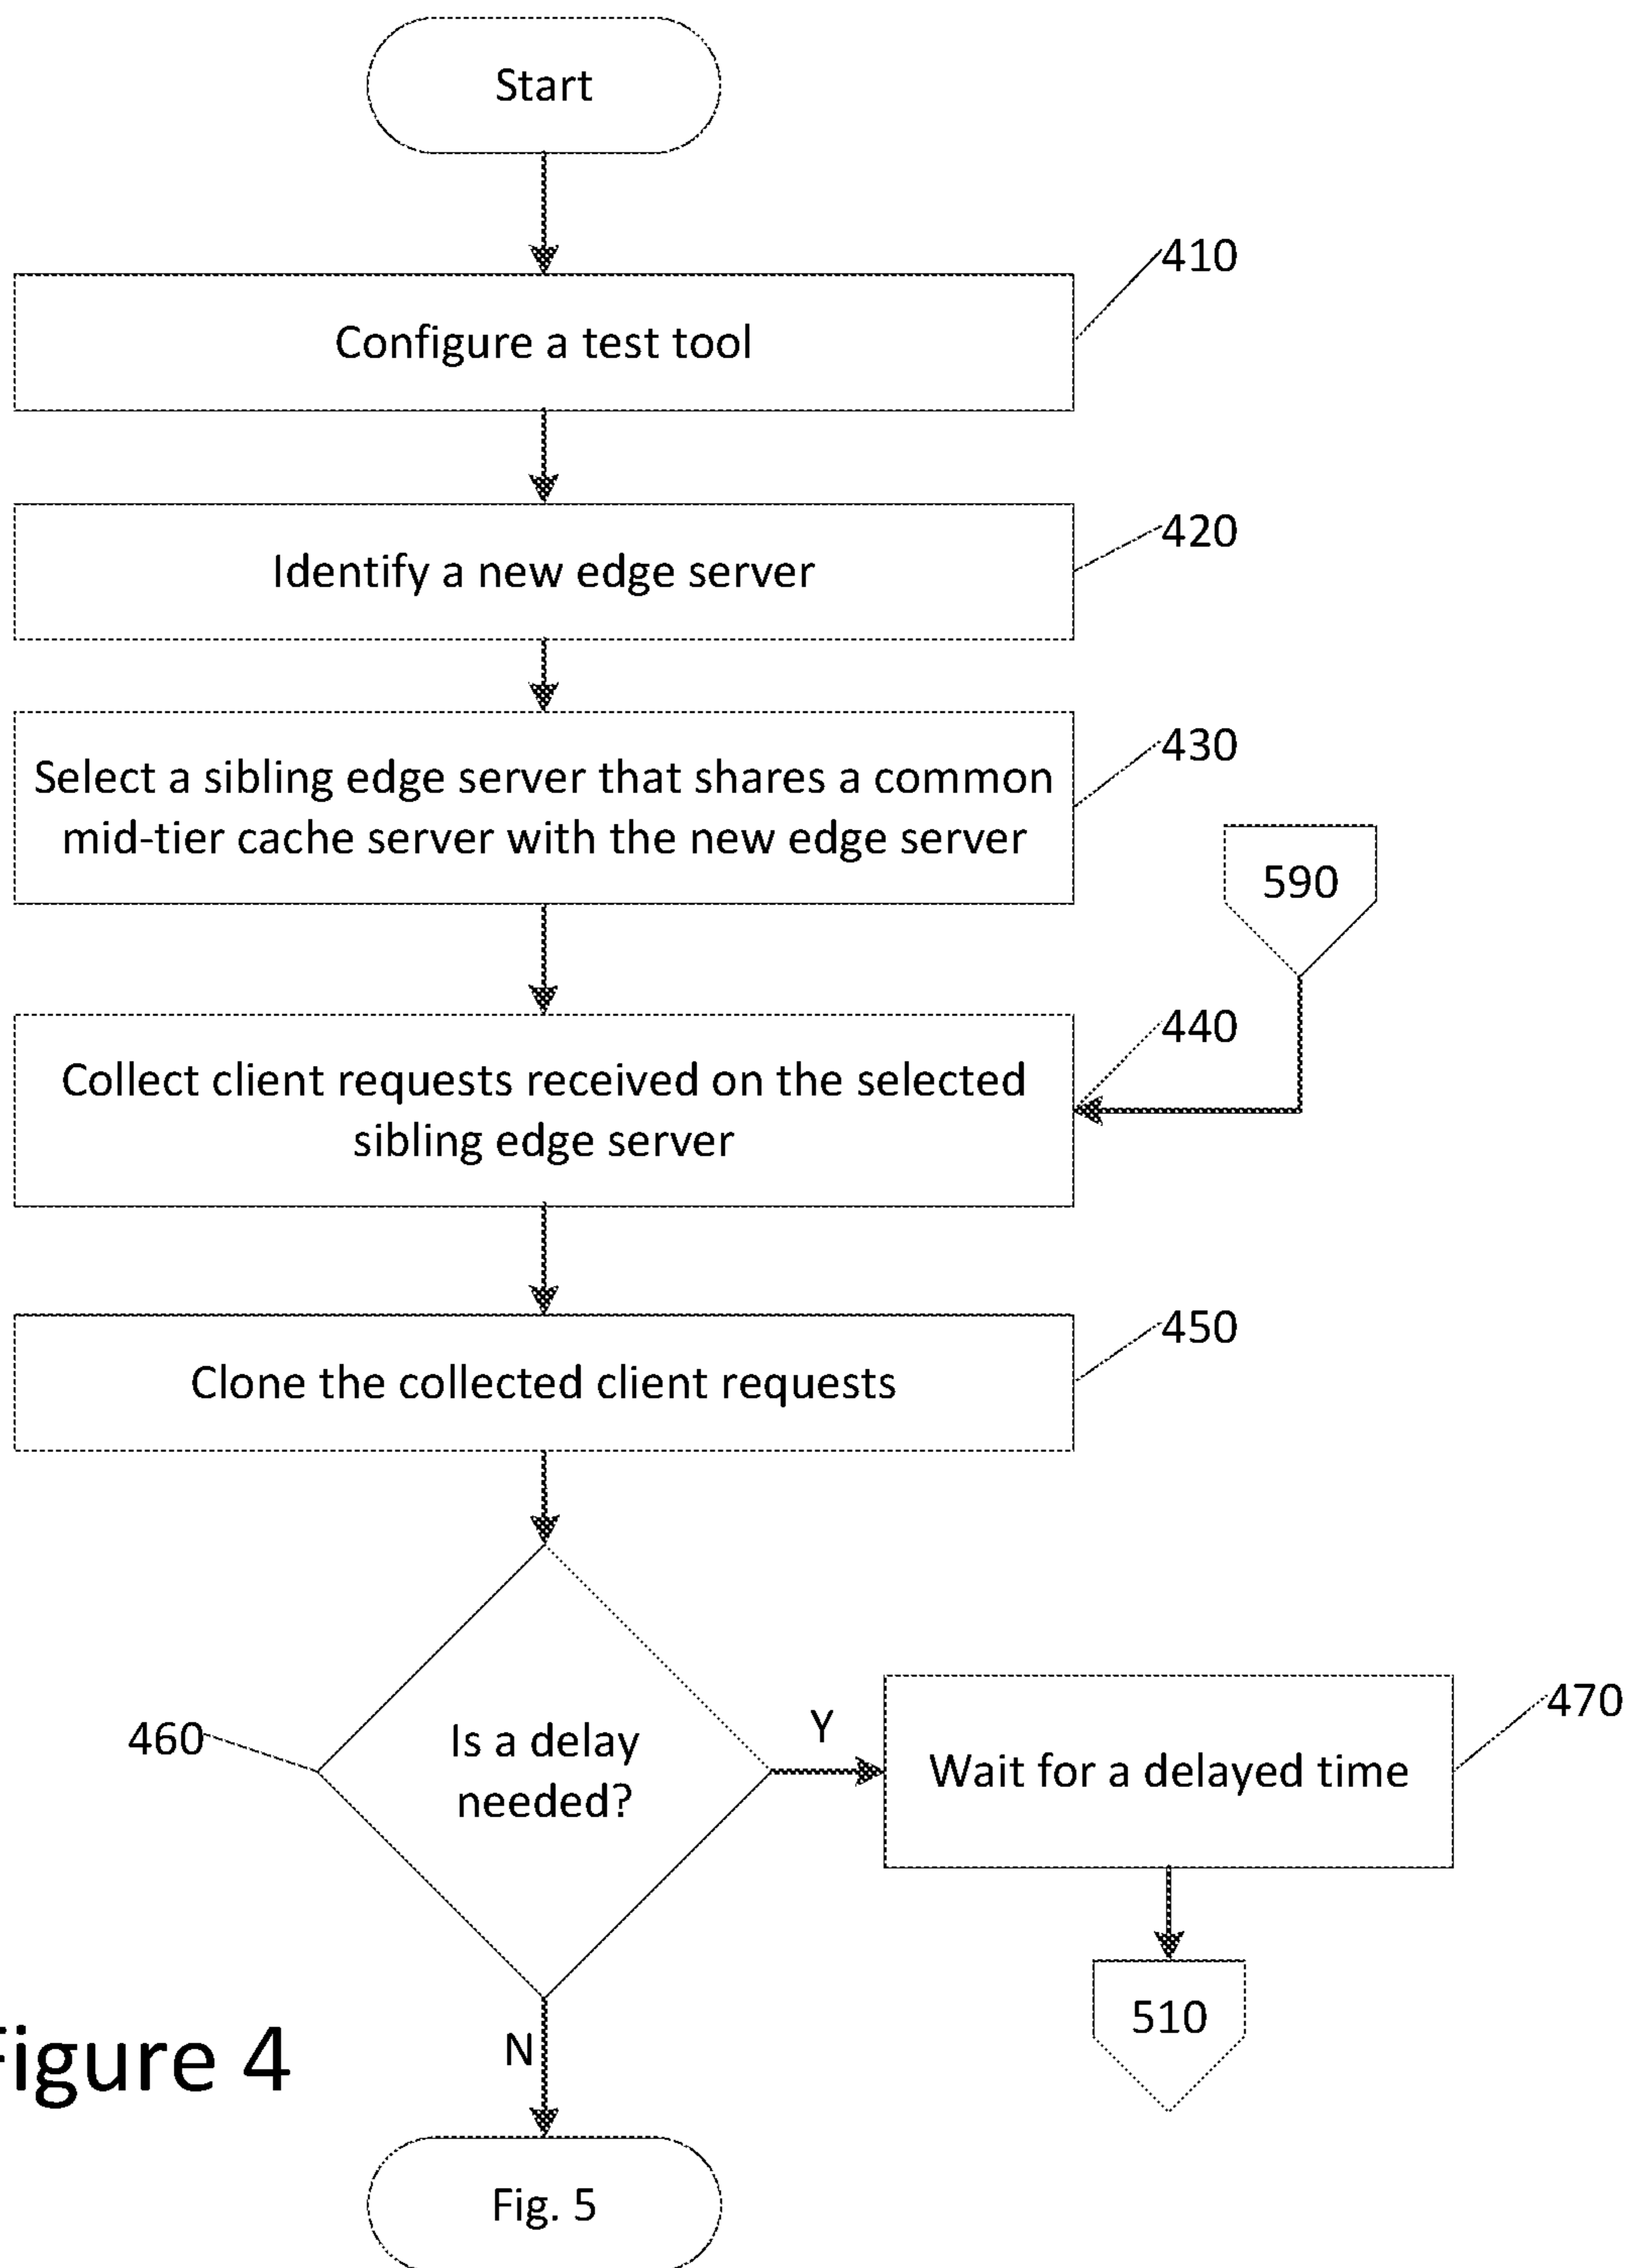 Start
410
Configure a test tool
420
Identify a new edge server
430
Select a sibling edge server that shares a common
mid-tier cache server with the new edge server
590
440
Collect client requests received on the selected
sibling edge server
450
Clone the collected client requests
460
Is a delay
needed?
Y
470
Wait for a delayed time
510
N
Figure 4
Fig. 5